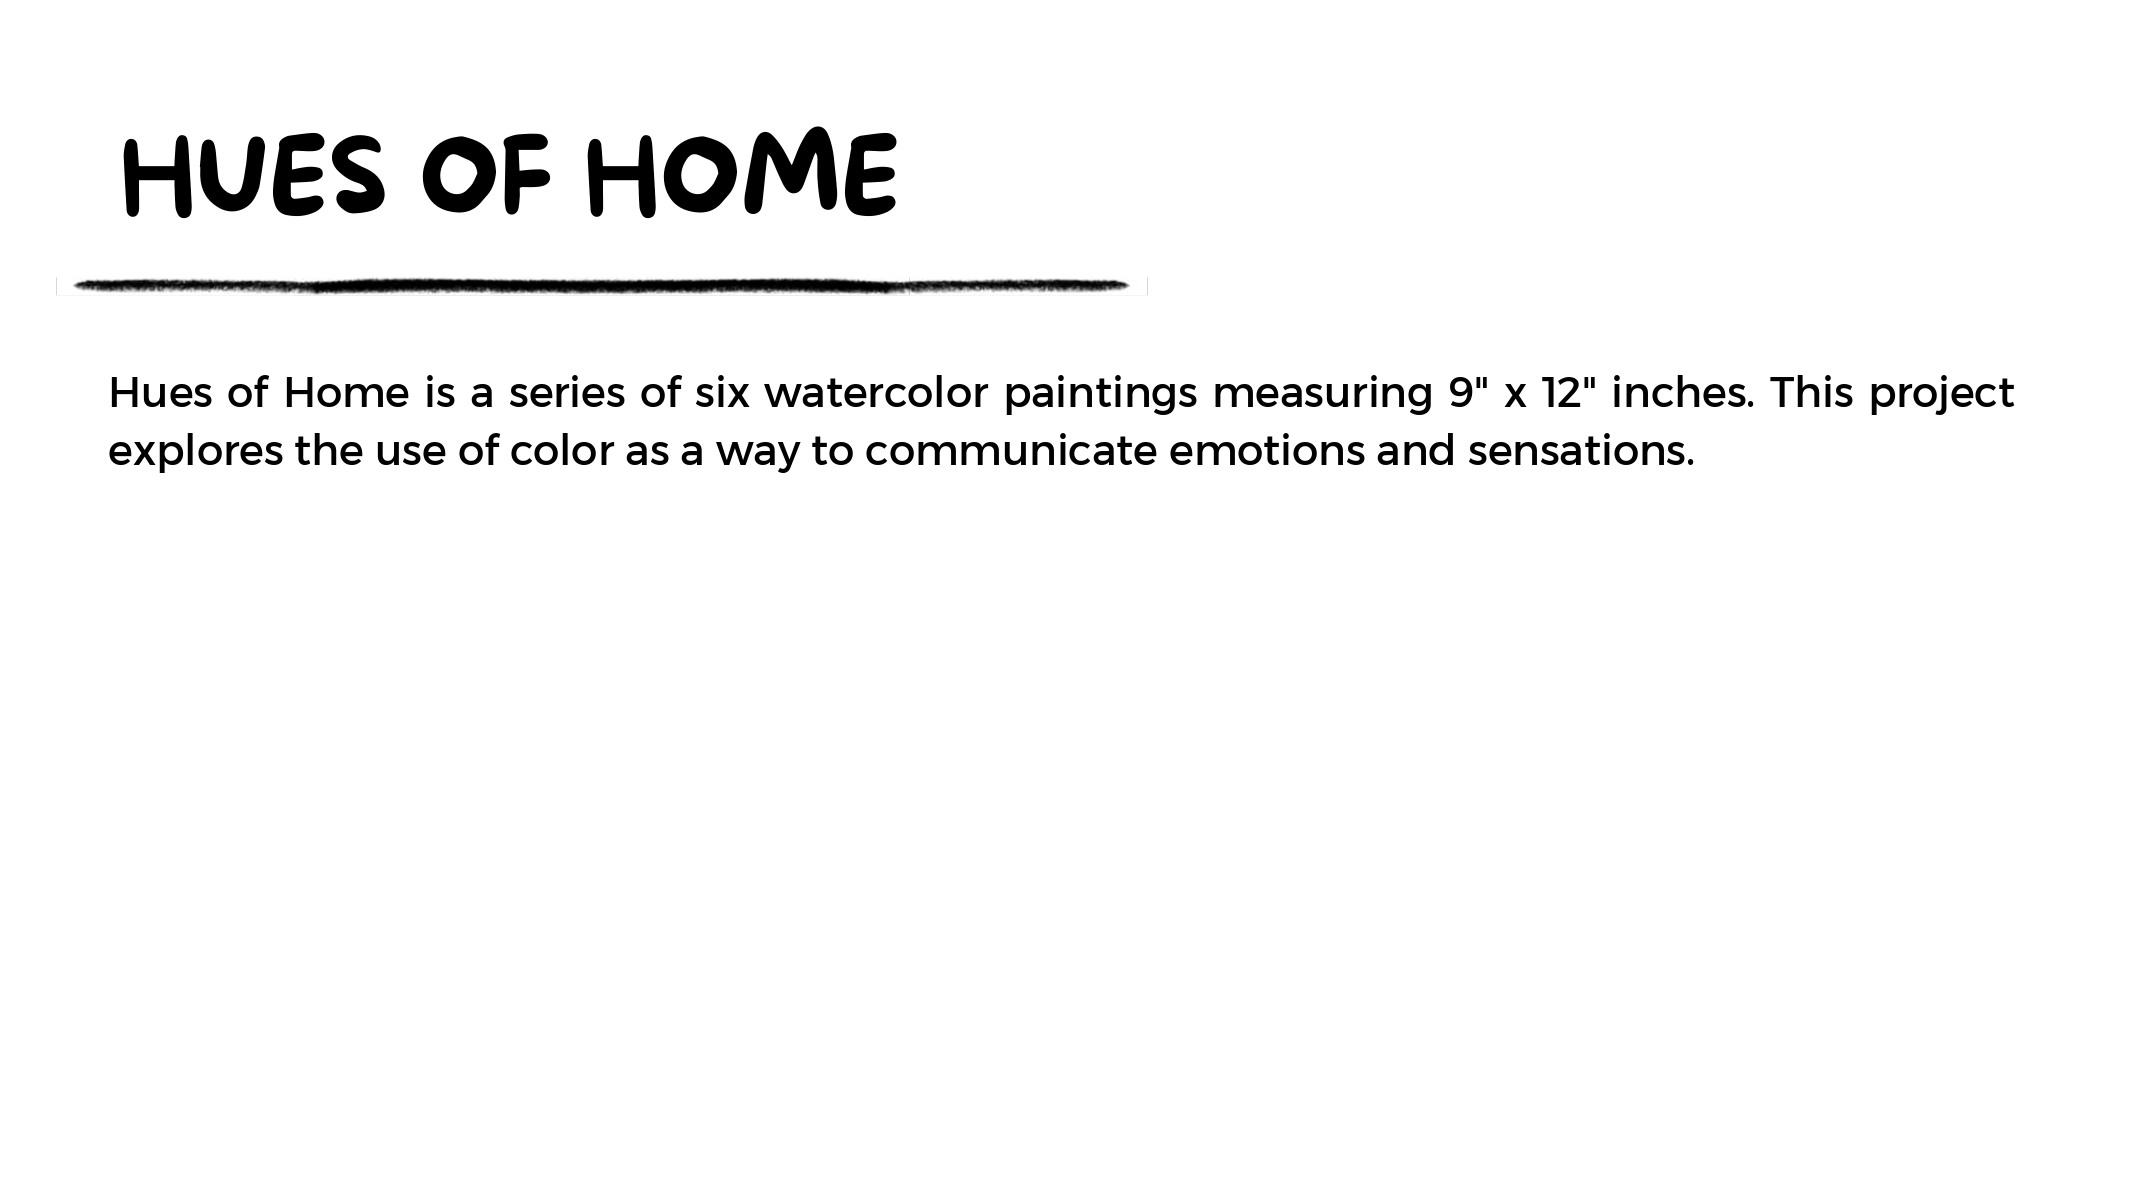 HUES OF HOME
Hues of Home is a series of six watercolor paintings measuring 9" x 12" inches. This project
explores the use of color as a way to communicate emotions and sensations.